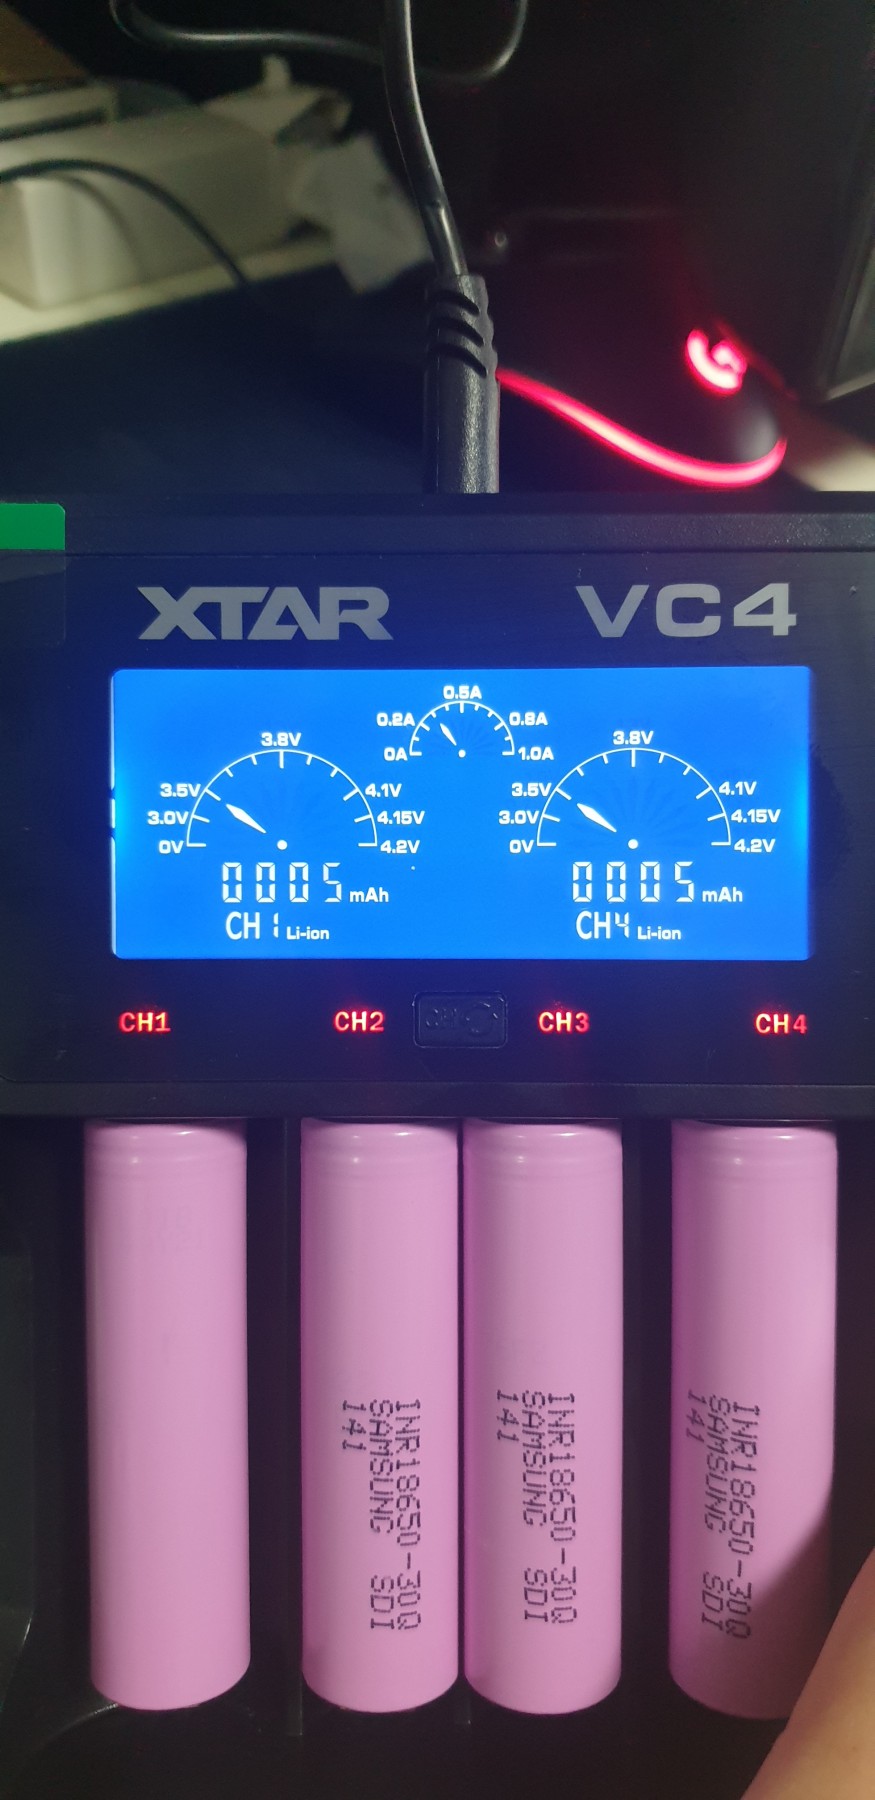 XTAR VC4
0.5A
0.2A 0.8A
0A 1.0A
3.8V
3.5V 4.1V
3.0V 4.15V
0V 4.2V
0005 mAh
CH1 Li-ion
3.8V
3.5V 4.1V
3.0V 4.15V
0V 4.2V
0005 mAh
CH4 Li-ion
CH1 CH2 CH3 CH4
INR18650-30Q
SAMSUNG SDI
141
INR18650-30Q
SAMSUNG SDI
141
INR18650-30Q
SAMSUNG SDI
141